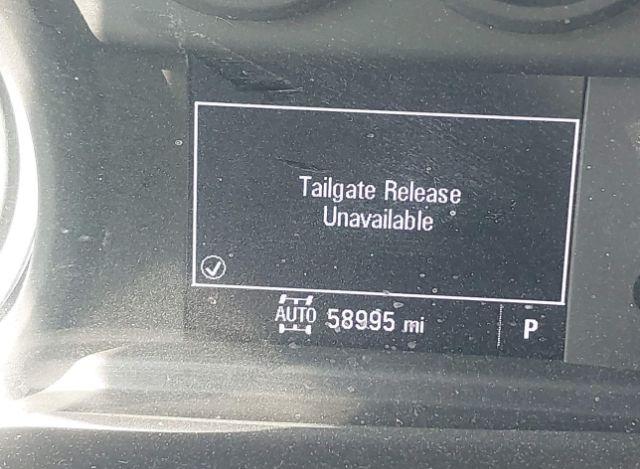 Tailgate Release
Unavailable
AUTO 58995 mi P